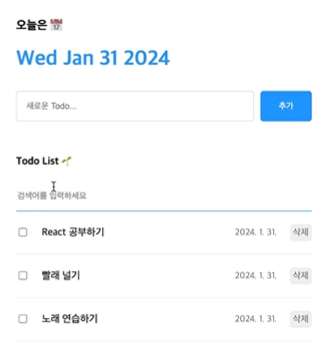 오늘은 📅
Wed Jan 31 2024
새로운 Todo...
추가
Todo List 🌱
검색어를 입력하세요
React 공부하기 2024. 1. 31. 삭제
빨래 널기 2024. 1. 31. 삭제
노래 연습하기 2024. 1. 31. 삭제